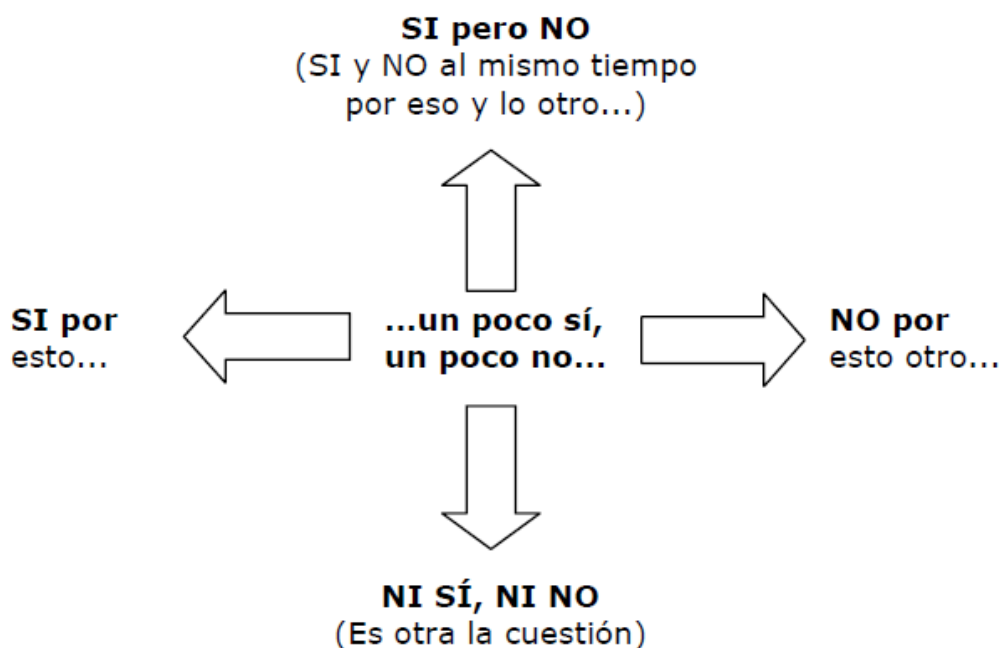 SI pero NO
(SI y NO al mismo tiempo
por eso y lo otro...)
SI por
esto...
...un poco sí,
un poco no...
NO por
esto otro...
NI SÍ, NI NO
(Es otra la cuestión)